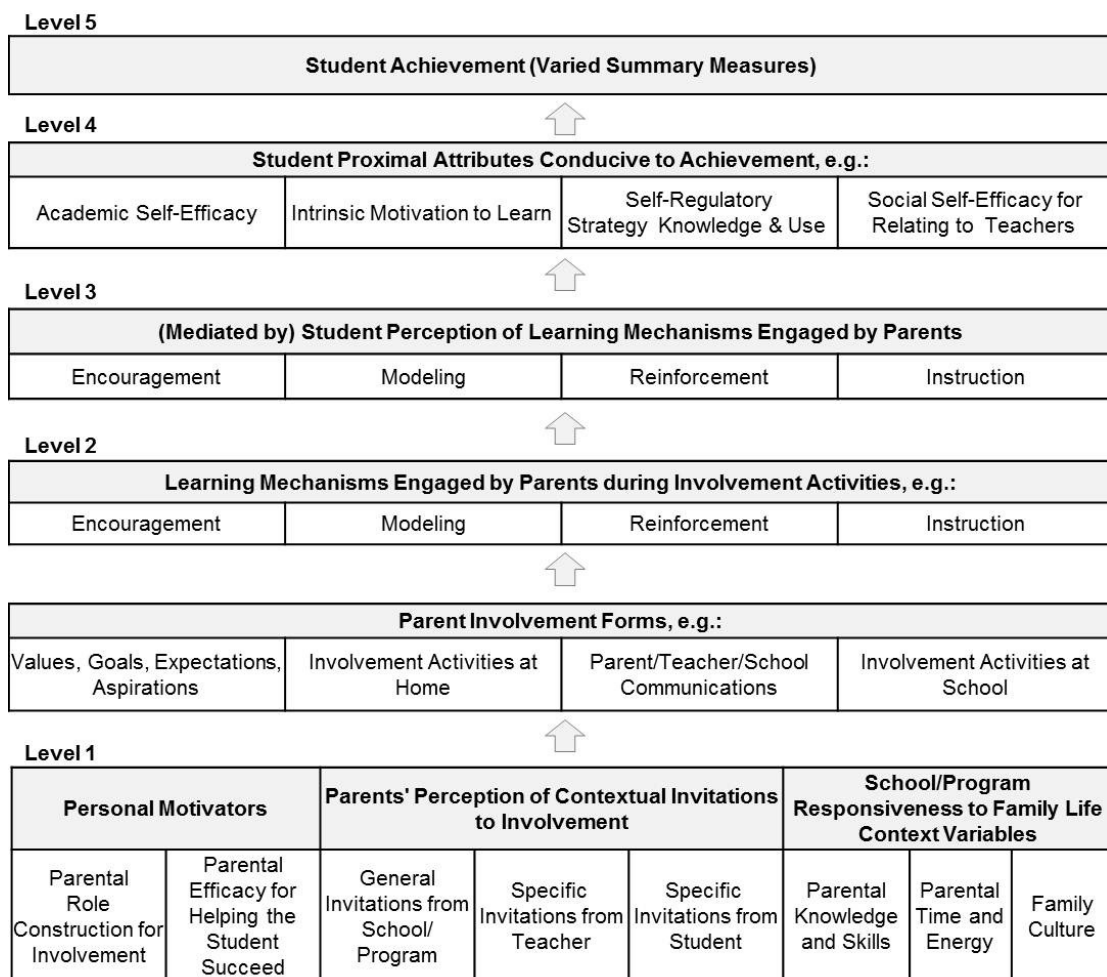 Level 5
Student Achievement (Varied Summary Measures)
Level 4
Student Proximal Attributes Conducive to Achievement, e.g.:
Academic Self-Efficacy
Intrinsic Motivation to Learn
Self-Regulatory
Strategy Knowledge & Use
Social Self-Efficacy for
Relating to Teachers
Level 3
(Mediated by) Student Perception of Learning Mechanisms Engaged by Parents
Encouragement
Modeling
Reinforcement
Instruction
Level 2
Learning Mechanisms Engaged by Parents during Involvement Activities, e.g.:
Encouragement
Modeling
Reinforcement
Instruction
Parent Involvement Forms, e.g.:
Values, Goals, Expectations,
Aspirations
Involvement Activities at
Home
Parent/Teacher/School
Communications
Involvement Activities at
School
Level 1
Personal Motivators
Parents' Perception of Contextual Invitations
to Involvement
School/Program
Responsiveness to Family Life
Context Variables
Parental
Role
Construction for
Involvement
Parental
Efficacy for
Helping the
Student
Succeed
General
Invitations from
School/
Program
Specific
Invitations from
Teacher
Specific
Invitations from
Student
Parental
Knowledge
and Skills
Parental
Time and
Energy
Family
Culture